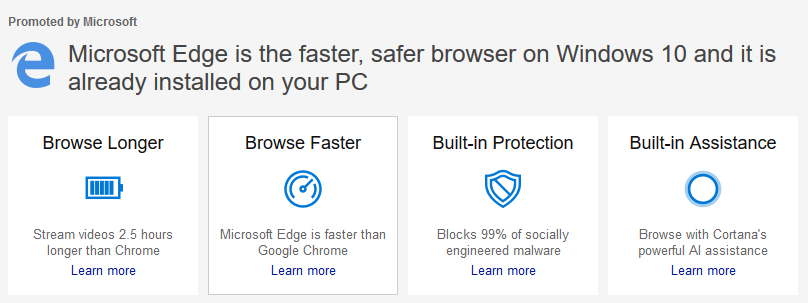 Promoted by Microsoft
Microsoft Edge is the faster, safer browser on Windows 10 and it is
already installed on your PC
Browse Longer
Stream videos 2.5 hours
longer than Chrome
Learn more
Browse Faster
Microsoft Edge is faster than
Google Chrome
Learn more
Built-in Protection
Blocks 99% of socially
engineered malware
Learn more
Built-in Assistance
Browse with Cortana's
powerful AI assistance
Learn more